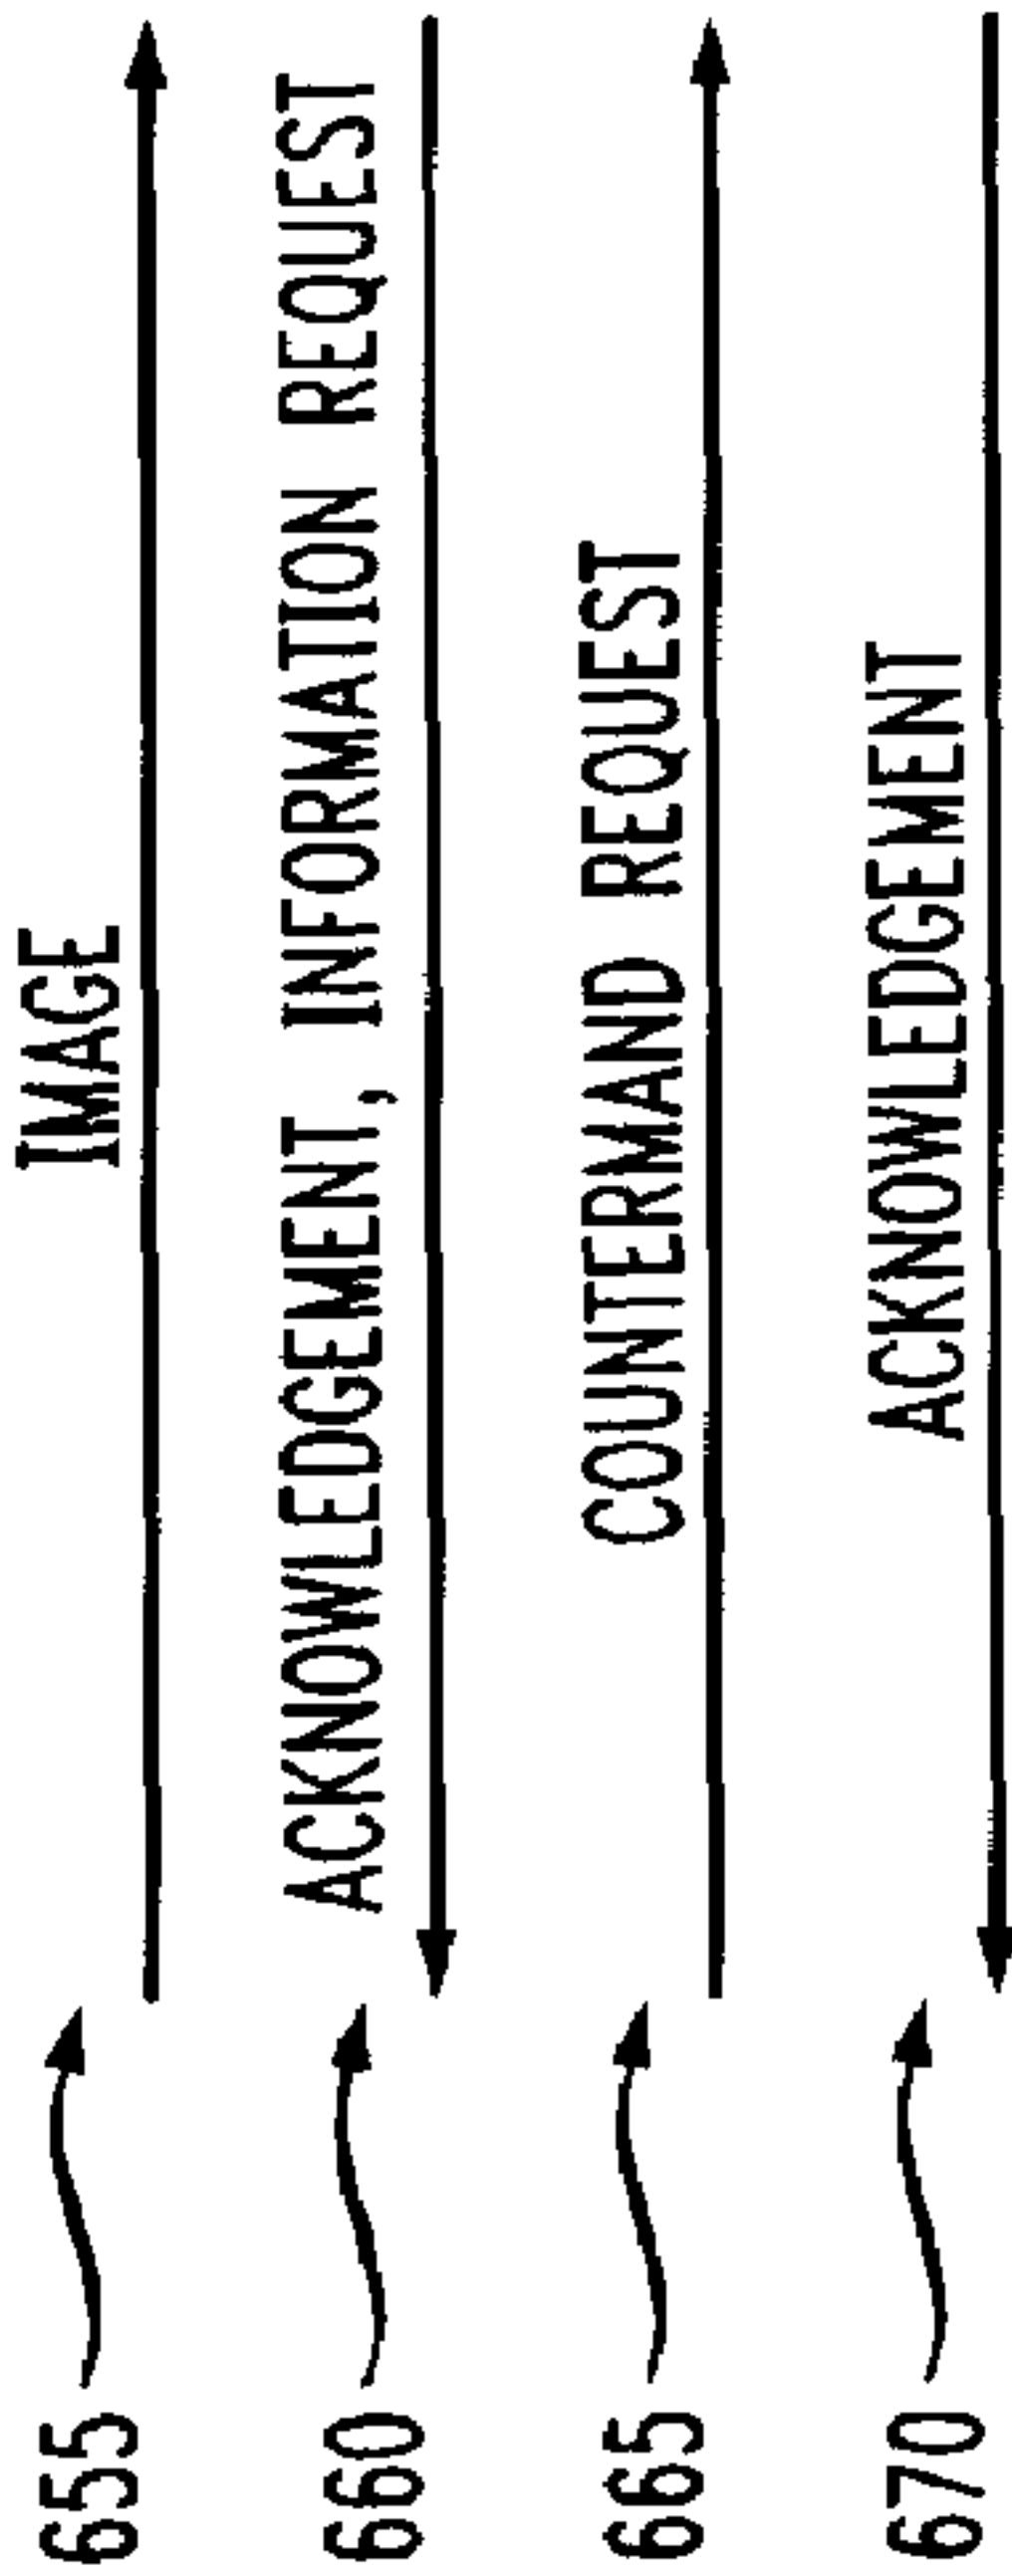 IMAGE
655
ACKNOWLEDGEMENT, INFORMATION REQUEST
660
COUNTERMAND REQUEST
665
ACKNOWLEDGEMENT
670